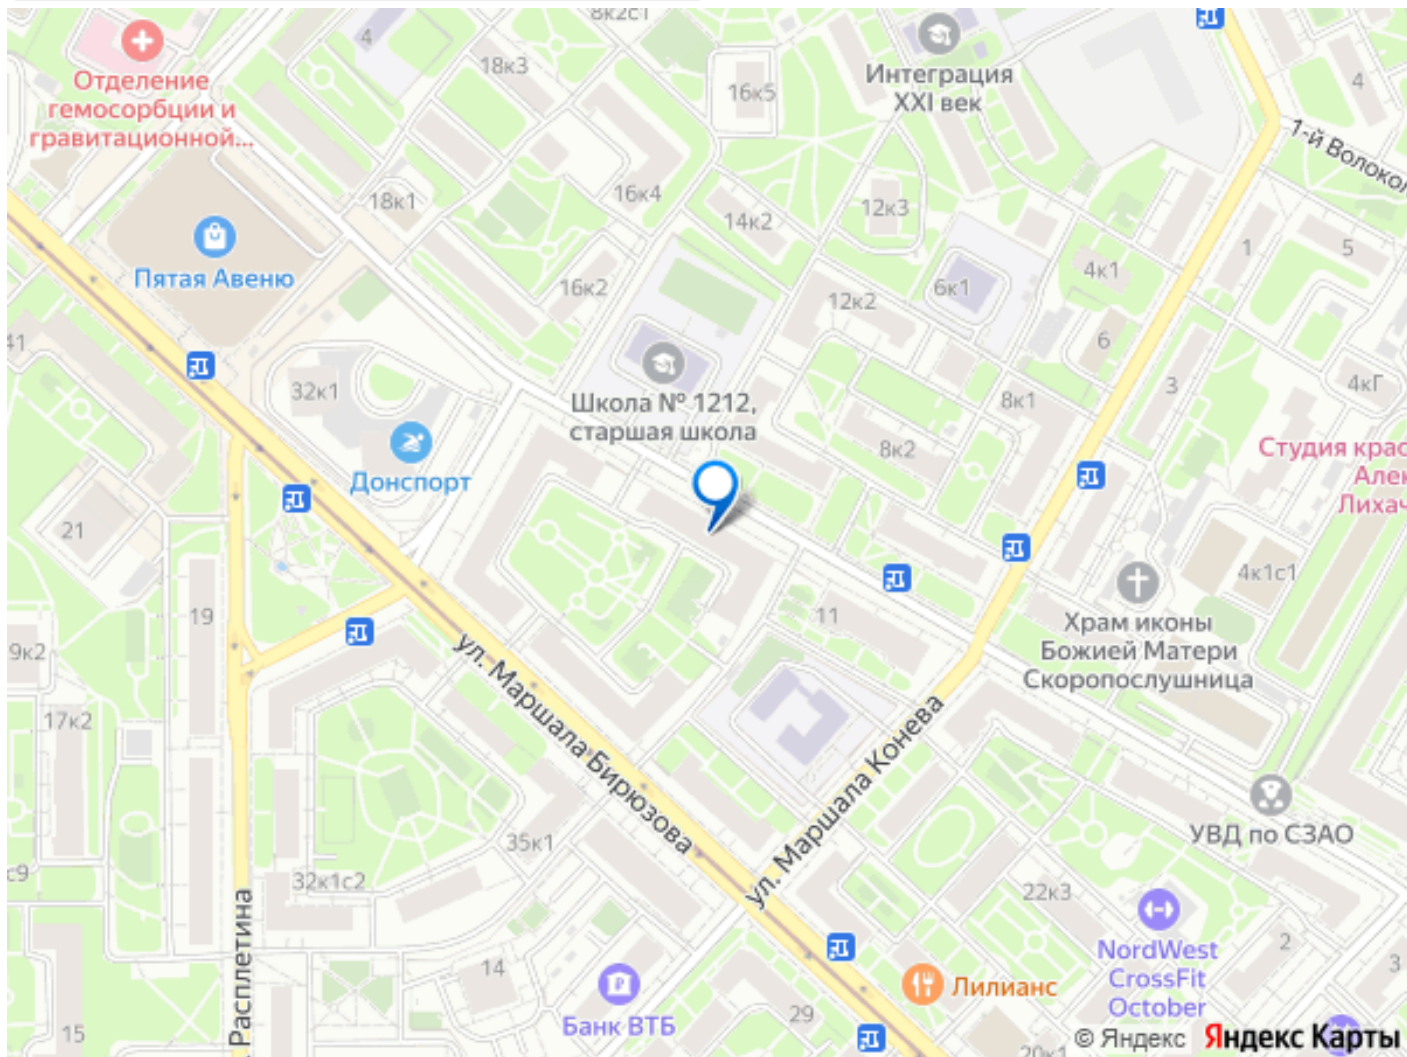 8к2с1
4
18к3
Отделение
гемосорбции и
гравитационной...
16к5
Интеграция
XXI век
4
1-й Волокол
18к1
16к4
14к2
12к3
1
5
Пятая Авеню
16к2
12к2
6к1
4к1
41
6
32к1
Школа № 1212,
старшая школа
8к1
3
4кГ
8к2
Студия крас
Алек
Лихач
Донспорт
21
4к1с1
19
11
Храм иконы
Божией Матери
Скоропослушница
9к2
17к2
ул. Маршала Бирюзова
ул. Маршала Конева
УВД по СЗАО
35к1
с9
32к1с2
22к3
Расплетина
NordWest
CrossFit
October
2
3
14
Лилианс
Банк ВТБ
29
15
20к1
© Яндекс Яндекс Карты